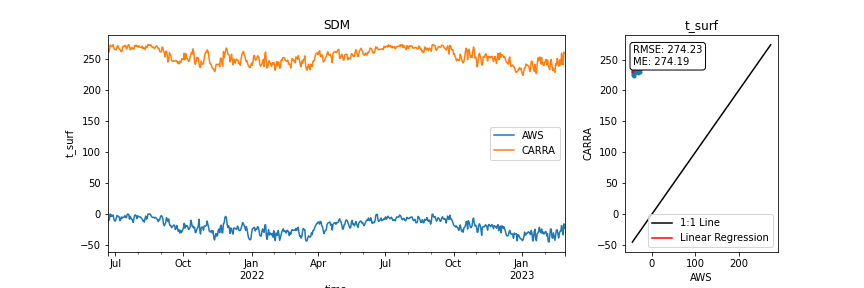 SDM
t_surf
250
200
150
100
50
0
−50
t_surf
AWS
CARRA
Jul
Oct
Jan
2022
Apr
Jul
Oct
Jan
2023
time
RMSE: 274.23
ME: 274.19
250
200
150
100
50
0
−50
CARRA
1:1 Line
Linear Regression
0
100
200
AWS